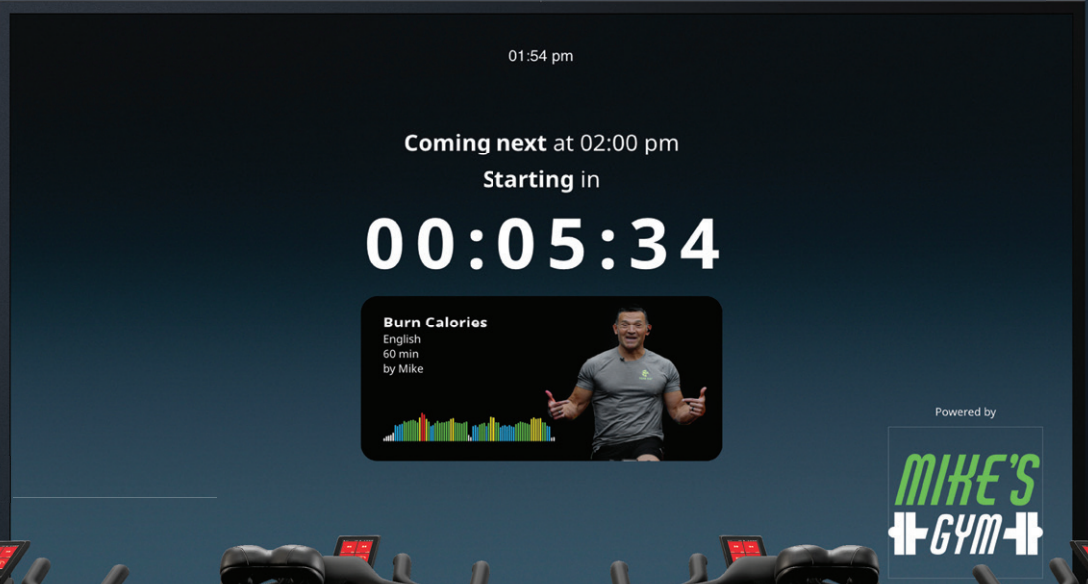 01:54 pm
Coming next at 02:00 pm
Starting in
00:05:34
Burn Calories
English
60 min
by Mike
Powered by
MIKE'S
GYM